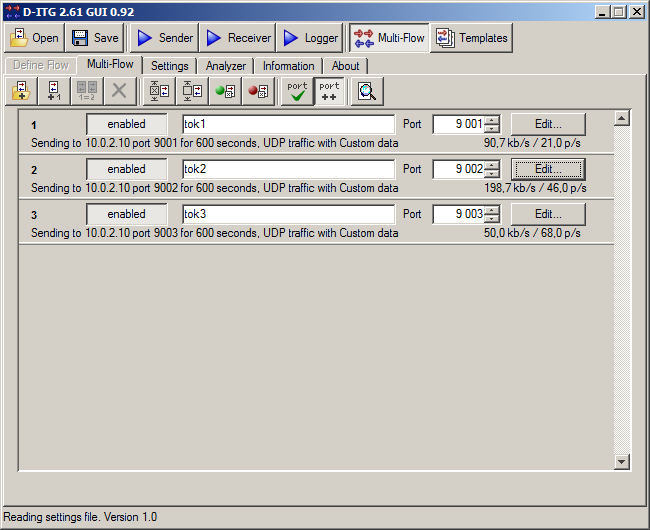 D-ITG 2.61 GUI 0.92
Open Save Sender Receiver Logger Multi-Flow Templates
Define Flow Multi-Flow Settings Analyzer Information About
+1 1=2 port port ++
1 enabled tok1 Port 9 001 Edit...
Sending to 10.0.2.10 port 9001 for 600 seconds, UDP traffic with Custom data 90,7 kb/s / 21,0 p/s
2 enabled tok2 Port 9 002 Edit...
Sending to 10.0.2.10 port 9002 for 600 seconds, UDP traffic with Custom data 198,7 kb/s / 46,0 p/s
3 enabled tok3 Port 9 003 Edit...
Sending to 10.0.2.10 port 9003 for 600 seconds, UDP traffic with Custom data 50,0 kb/s / 68,0 p/s
Reading settings file. Version 1.0